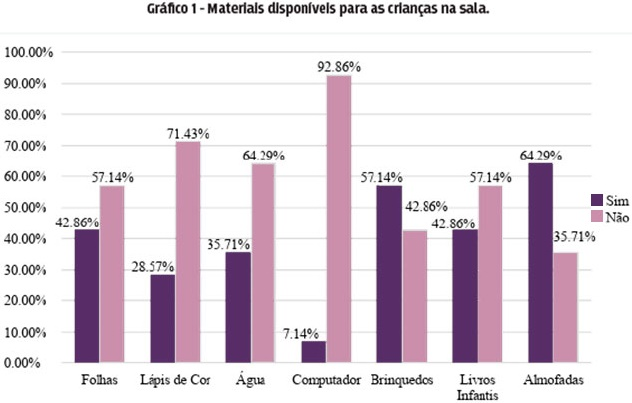 Gráfico 1 - Materiais disponíveis para as crianças na sala.
100.00%
90.00%
80.00%
70.00%
60.00%
50.00%
40.00%
30.00%
20.00%
10.00%
0.00%
42.86%
57.14%
28.57%
71.43%
35.71%
64.29%
7.14%
92.86%
57.14%
42.86%
42.86%
57.14%
64.29%
35.71%
Folhas
Lápis de Cor
Água
Computador
Brinquedos
Livros
Infantis
Almofadas
Sim
Não